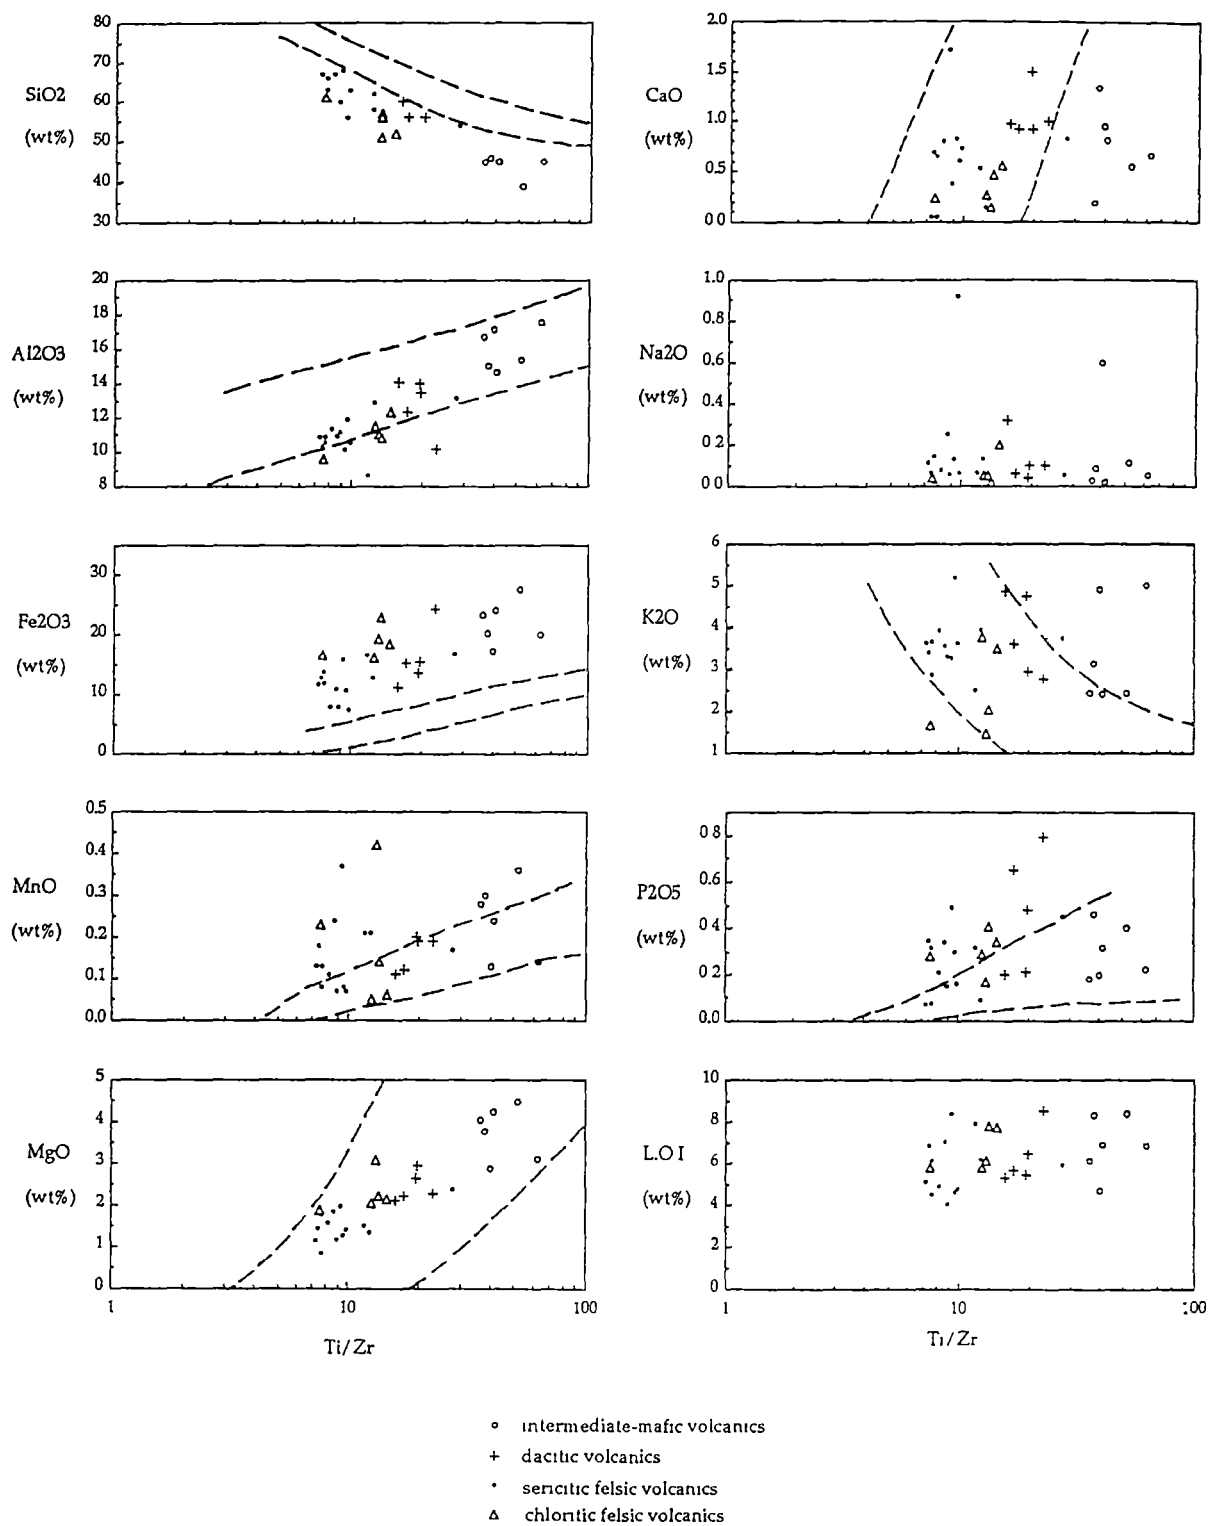 80
70
60
50
40
30
SiO2
(wt%)
2.0
1.5
1.0
0.5
0.0
CaO
(wt%)
20
18
16
14
12
10
8
Al2O3
(wt%)
1.0
0.8
0.6
0.4
0.2
0.0
Na2O
(wt%)
30
20
10
0
Fe2O3
(wt%)
6
5
4
3
2
1
K2O
(wt%)
0.5
0.4
0.3
0.2
0.1
0.0
MnO
(wt%)
0.8
0.6
0.4
0.2
0.0
P2O5
(wt%)
5
4
3
2
1
0
MgO
(wt%)
1 10 100
Ti/Zr
10
8
6
4
2
0
L.O I
(wt%)
1 10 :00
Tı/Zr
ıntermediate-mafic volcanics
dacitic volcanics
sericitic felsic volcanics
chloritic felsic volcanics